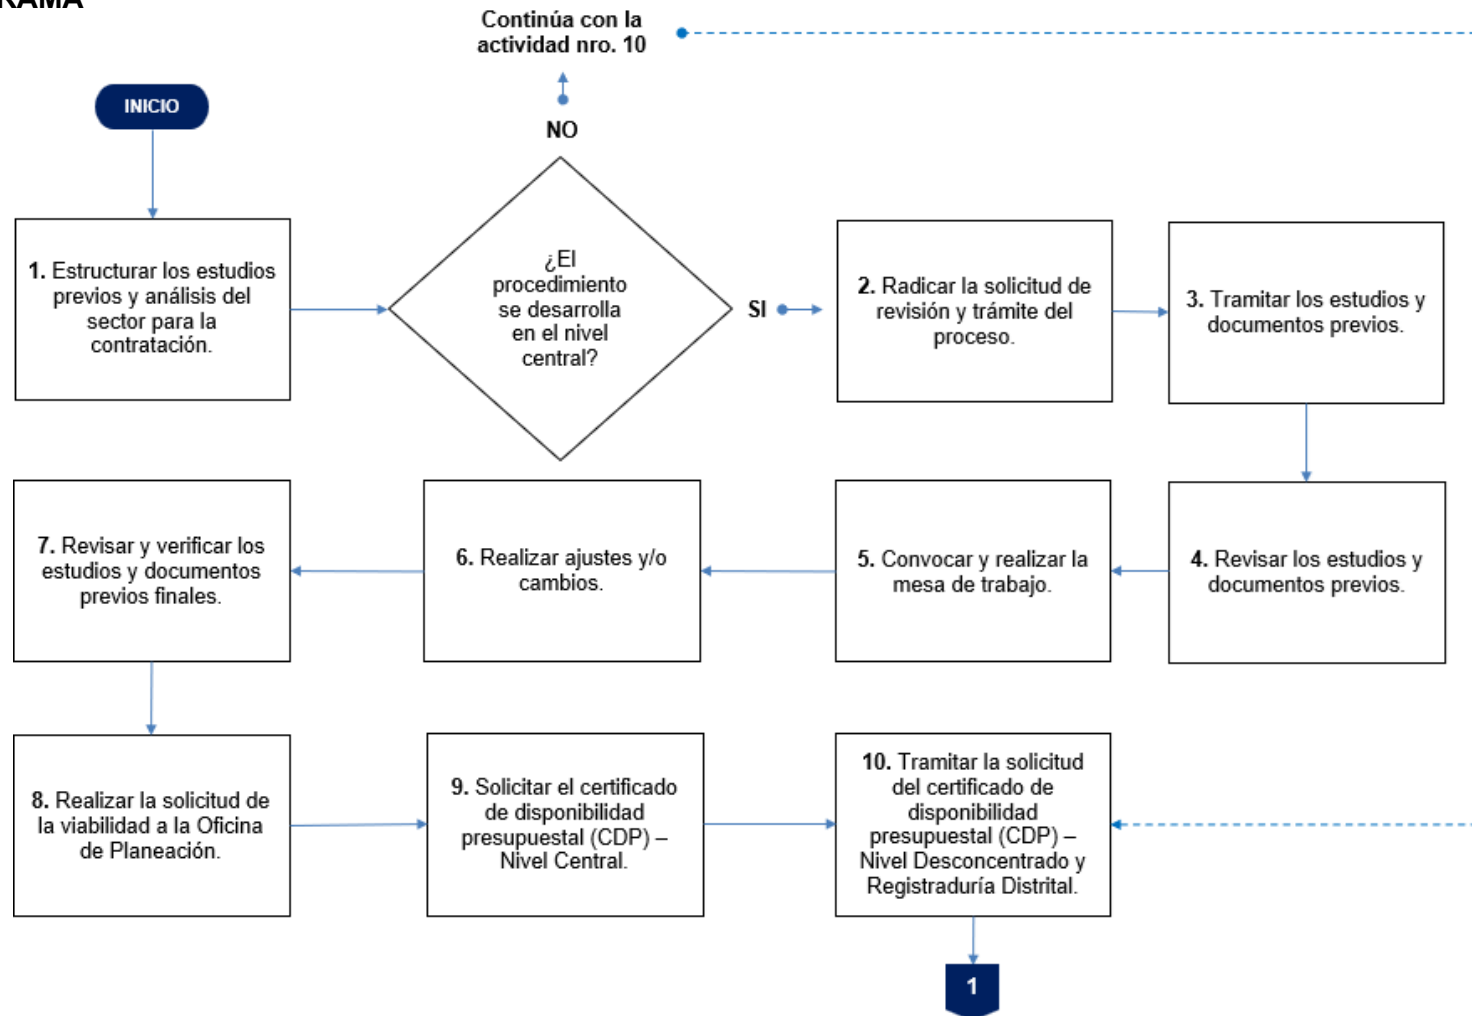 Continúa con la
actividad nro. 10
INICIO
NO
1. Estructurar los estudios
previos y análisis del
sector para la
contratación.
¿El
procedimiento
se desarrolla
en el nivel
central?
SI
2. Radicar la solicitud de
revisión y trámite del
proceso.
3. Tramitar los estudios y
documentos previos.
4. Revisar los estudios y
documentos previos.
5. Convocar y realizar la
mesa de trabajo.
6. Realizar ajustes y/o
cambios.
7. Revisar y verificar los
estudios y documentos
previos finales.
8. Realizar la solicitud de
la viabilidad a la Oficina
de Planeación.
9. Solicitar el certificado
de disponibilidad
presupuestal (CDP) –
Nivel Central.
10. Tramitar la solicitud
del certificado de
disponibilidad
presupuestal (CDP) –
Nivel Desconcentrado y
Registraduría Distrital.
1